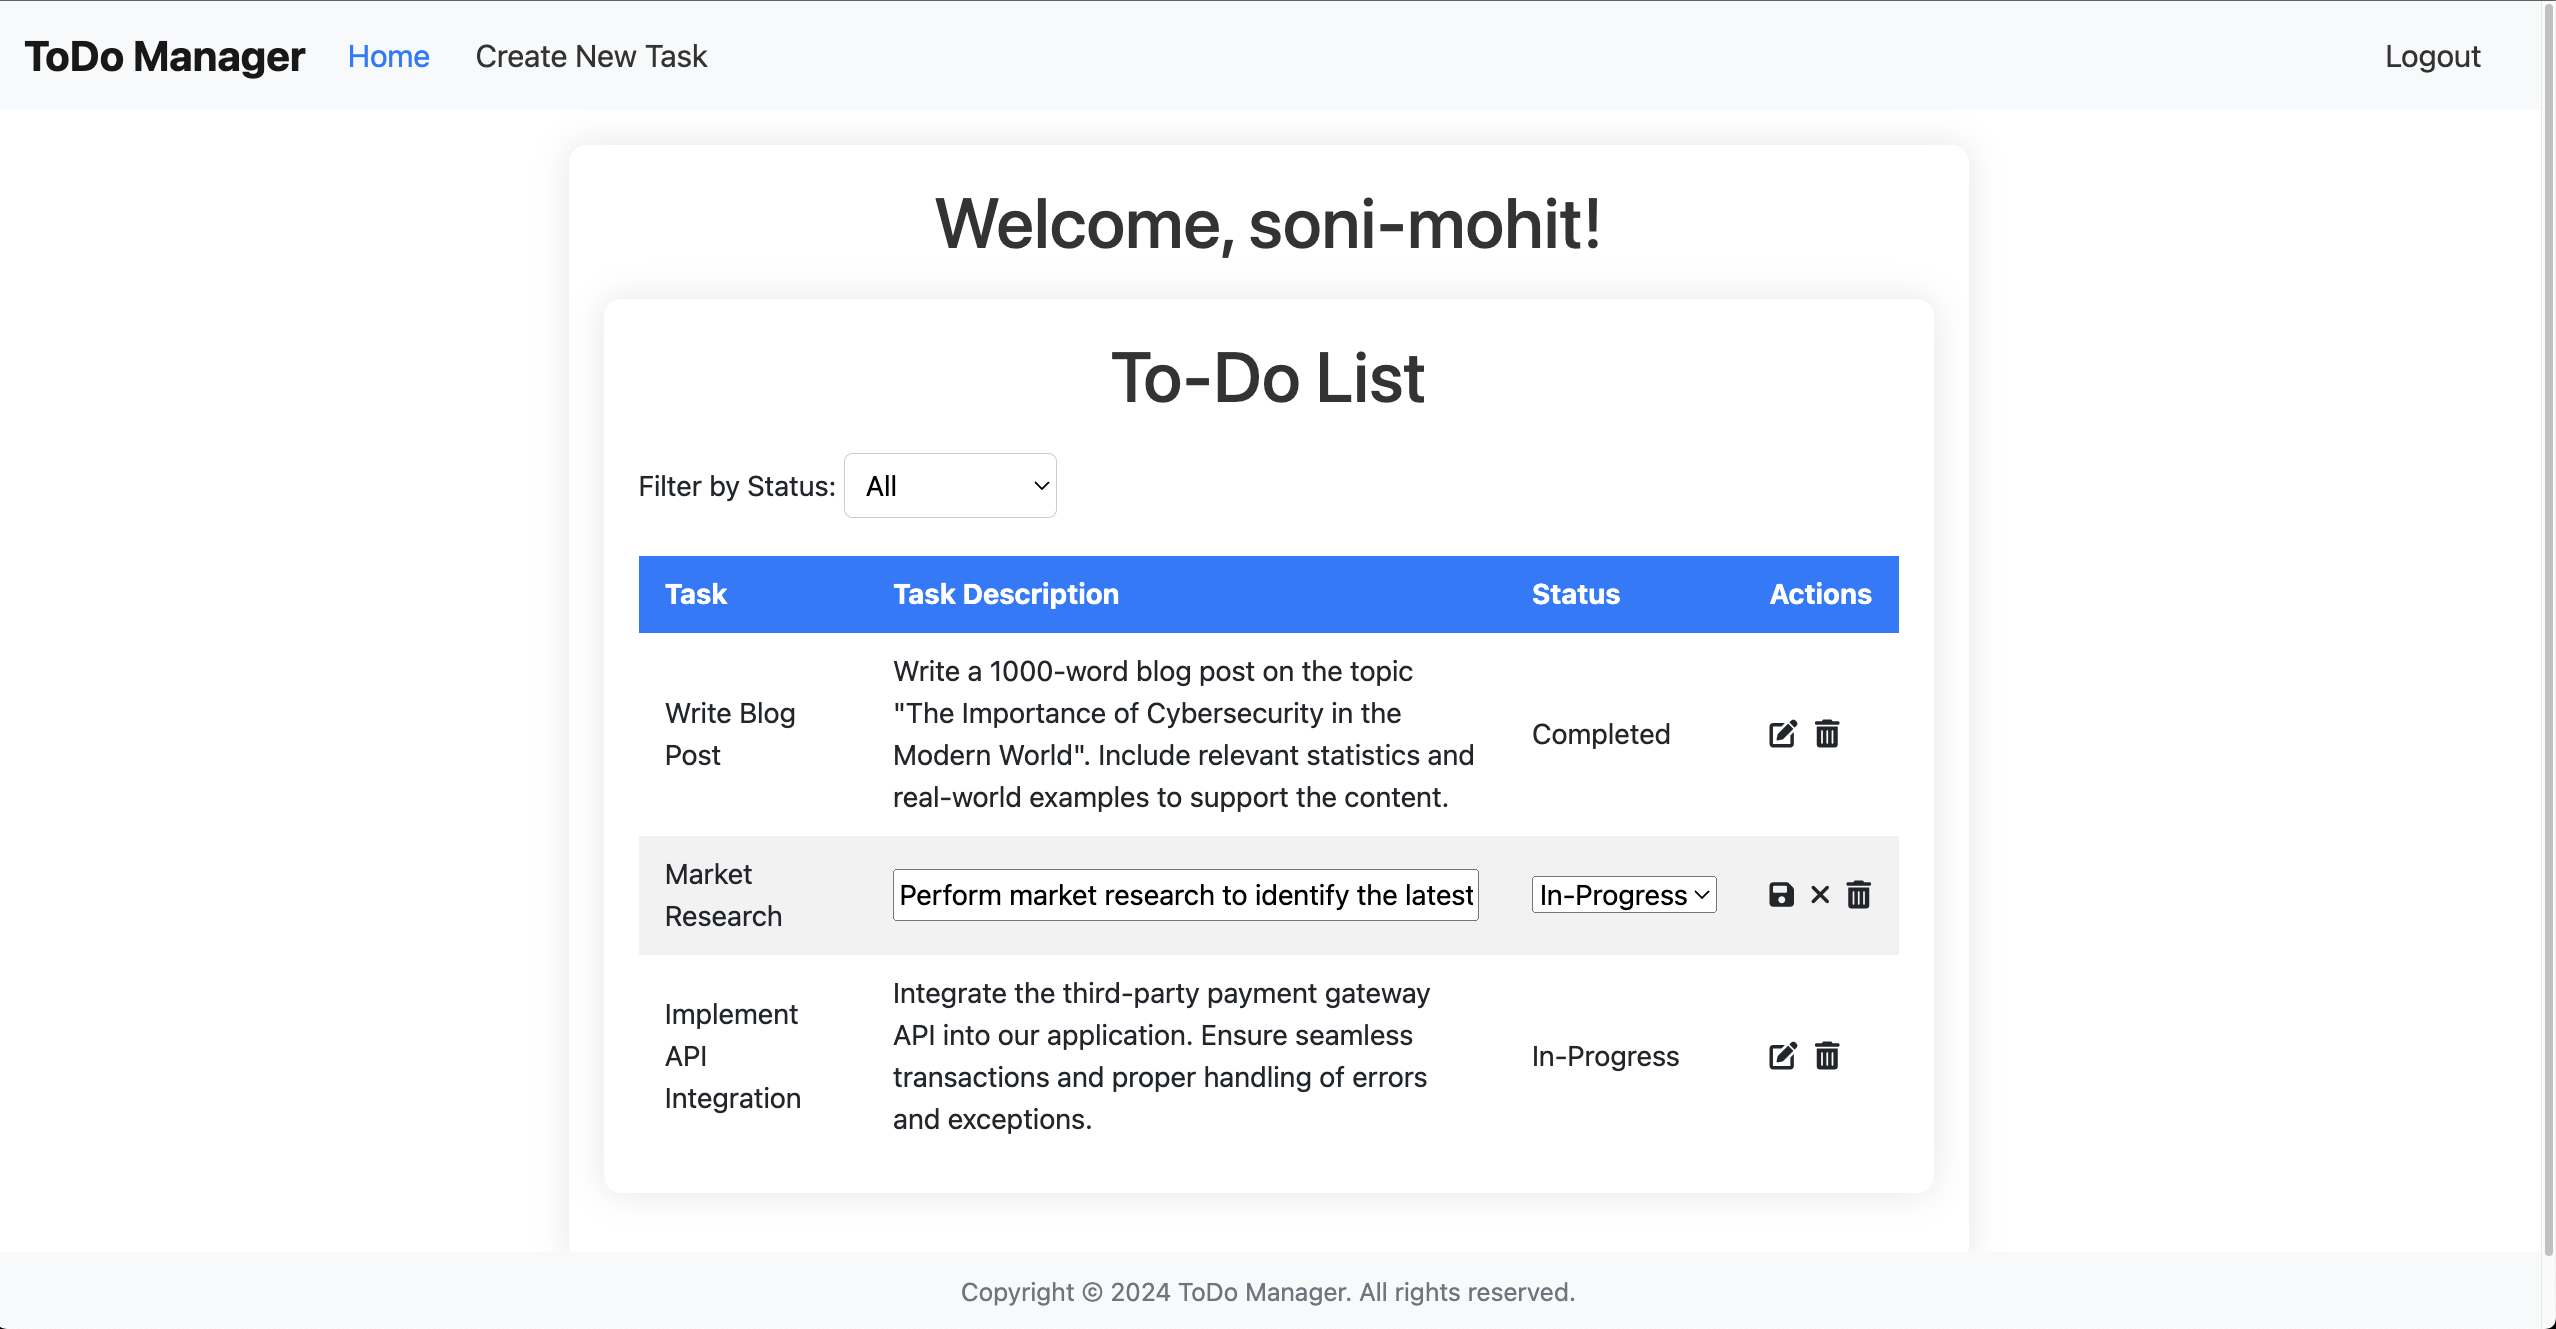 ToDo Manager Home Create New Task Logout
Welcome, soni-mohit!
To-Do List
Filter by Status: All
Task Task Description Status Actions
Write Blog
Post
Write a 1000-word blog post on the topic
"The Importance of Cybersecurity in the
Modern World". Include relevant statistics and
real-world examples to support the content.
Completed
Market
Research
Perform market research to identify the latest
In-Progress
Implement
API
Integration
Integrate the third-party payment gateway
API into our application. Ensure seamless
transactions and proper handling of errors
and exceptions.
In-Progress
Copyright © 2024 ToDo Manager. All rights reserved.